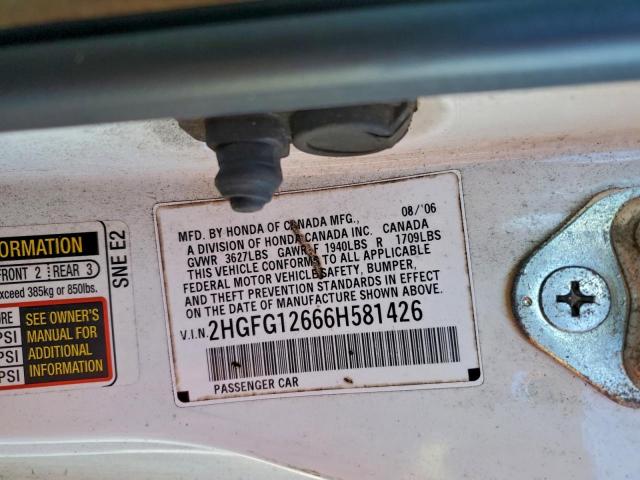 ORMATION
FRONT 2 REAR 3
exceed 385kg or 850lbs.
SEE OWNER'S
MANUAL FOR
ADDITIONAL
INFORMATION
PSI
PSI
PSI
SNE E2
MFD. BY HONDA OF CANADA MFG., 08/'06
A DIVISION OF HONDA CANADA INC. CANADA
GVWR 3627LBS GAWR F 1940LBS R 1709LBS
THIS VEHICLE CONFORMS TO ALL APPLICABLE
FEDERAL MOTOR VEHICLE SAFETY, BUMPER,
AND THEFT PREVENTION STANDARDS IN EFFECT
ON THE DATE OF MANUFACTURE SHOWN ABOVE.
V.I.N. 2HGFG12666H581426
PASSENGER CAR